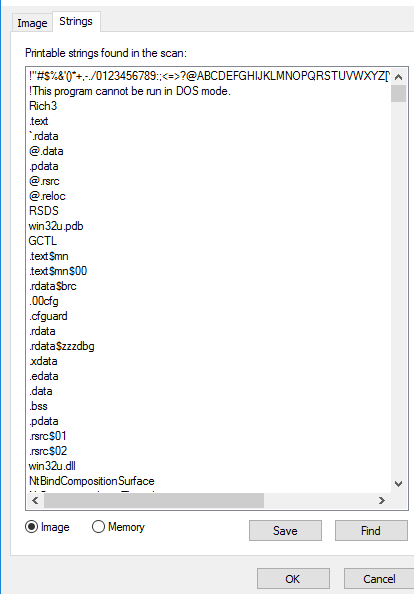 Image Strings
Printable strings found in the scan:
!"#$%&'()*+,-./0123456789:;<=>?@ABCDEFGHIJKLMNOPQRSTUVWXYZ[
!This program cannot be run in DOS mode.
Rich3
.text
`.rdata
@.data
.pdata
@.rsrc
@.reloc
RSDS
win32u.pdb
GCTL
.text$mn
.text$mn$00
.rdata$brc
.00cfg
.cfguard
.rdata
.rdata$zzzdbg
.xdata
.edata
.data
.bss
.pdata
.rsrc$01
.rsrc$02
win32u.dll
NtBindCompositionSurface
Image Memory Save Find
OK Cancel